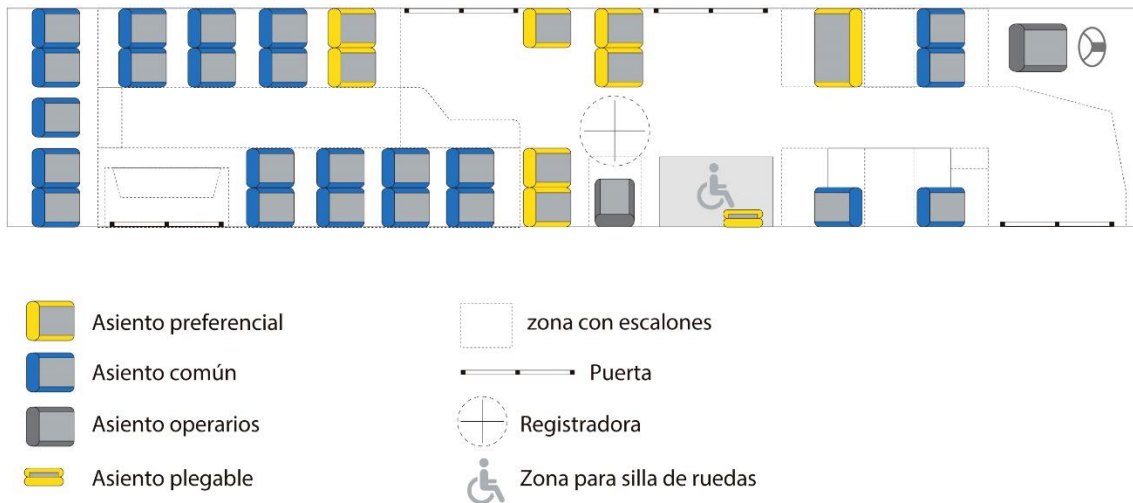 Asiento preferencial
Asiento común
Asiento operarios
Asiento plegable
zona con escalones
Puerta
Registradora
Zona para silla de ruedas